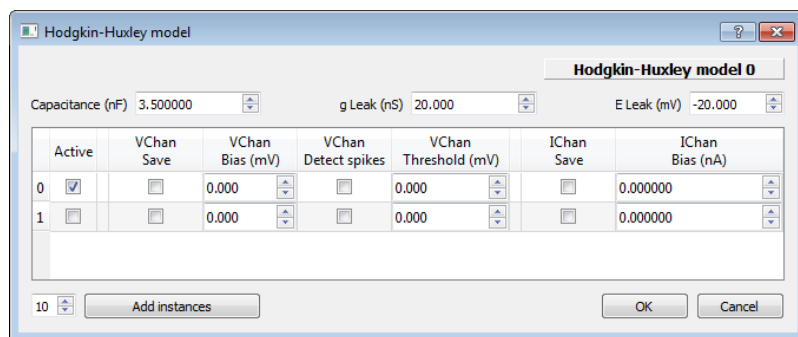 Hodgkin-Huxley model
Hodgkin-Huxley model 0
Capacitance (nF) 3.500000 g Leak (nS) 20.000 E Leak (mV) -20.000
Active VChan Save VChan Bias (mV) VChan Detect spikes VChan Threshold (mV) IChan Save IChan Bias (nA)
0 0.000 0.000 0.000000
1 0.000 0.000 0.000000
10 Add instances OK Cancel